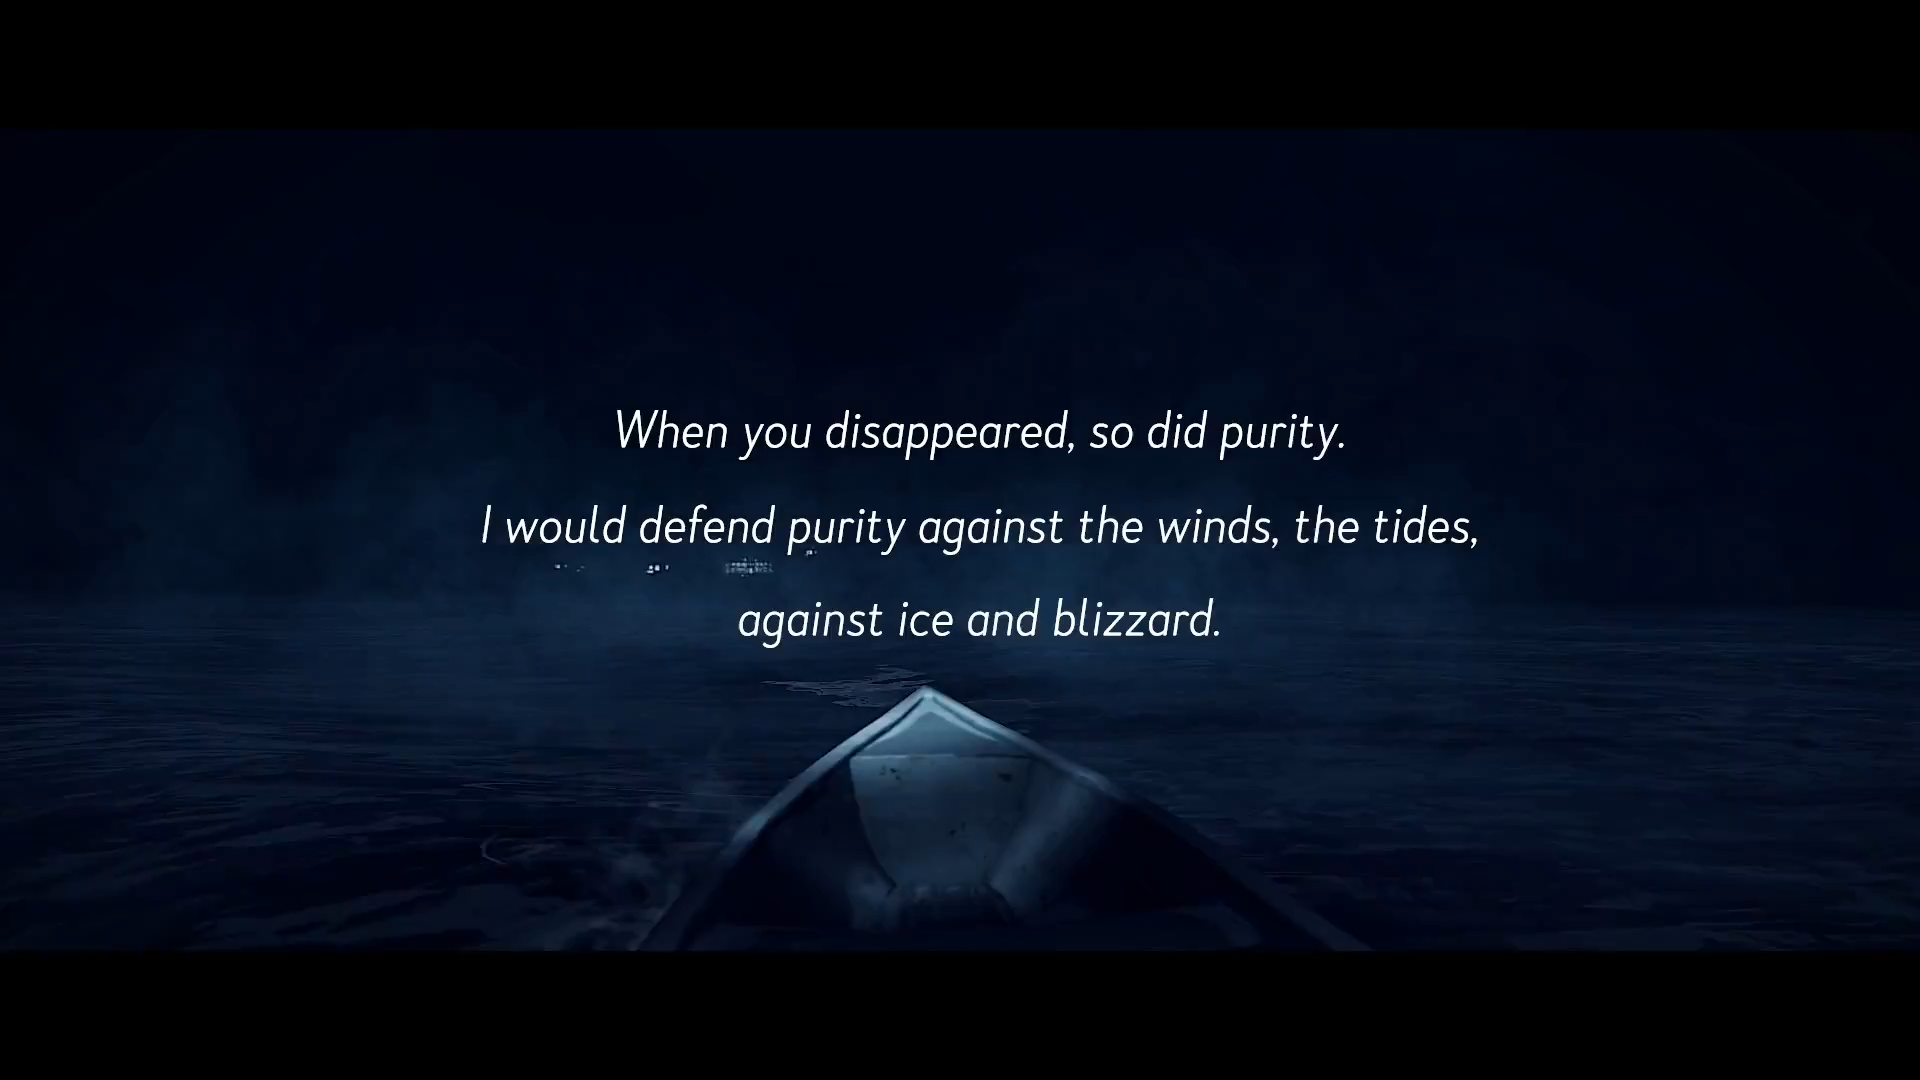 When you disappeared, so did purity.
I would defend purity against the winds, the tides,
against ice and blizzard.